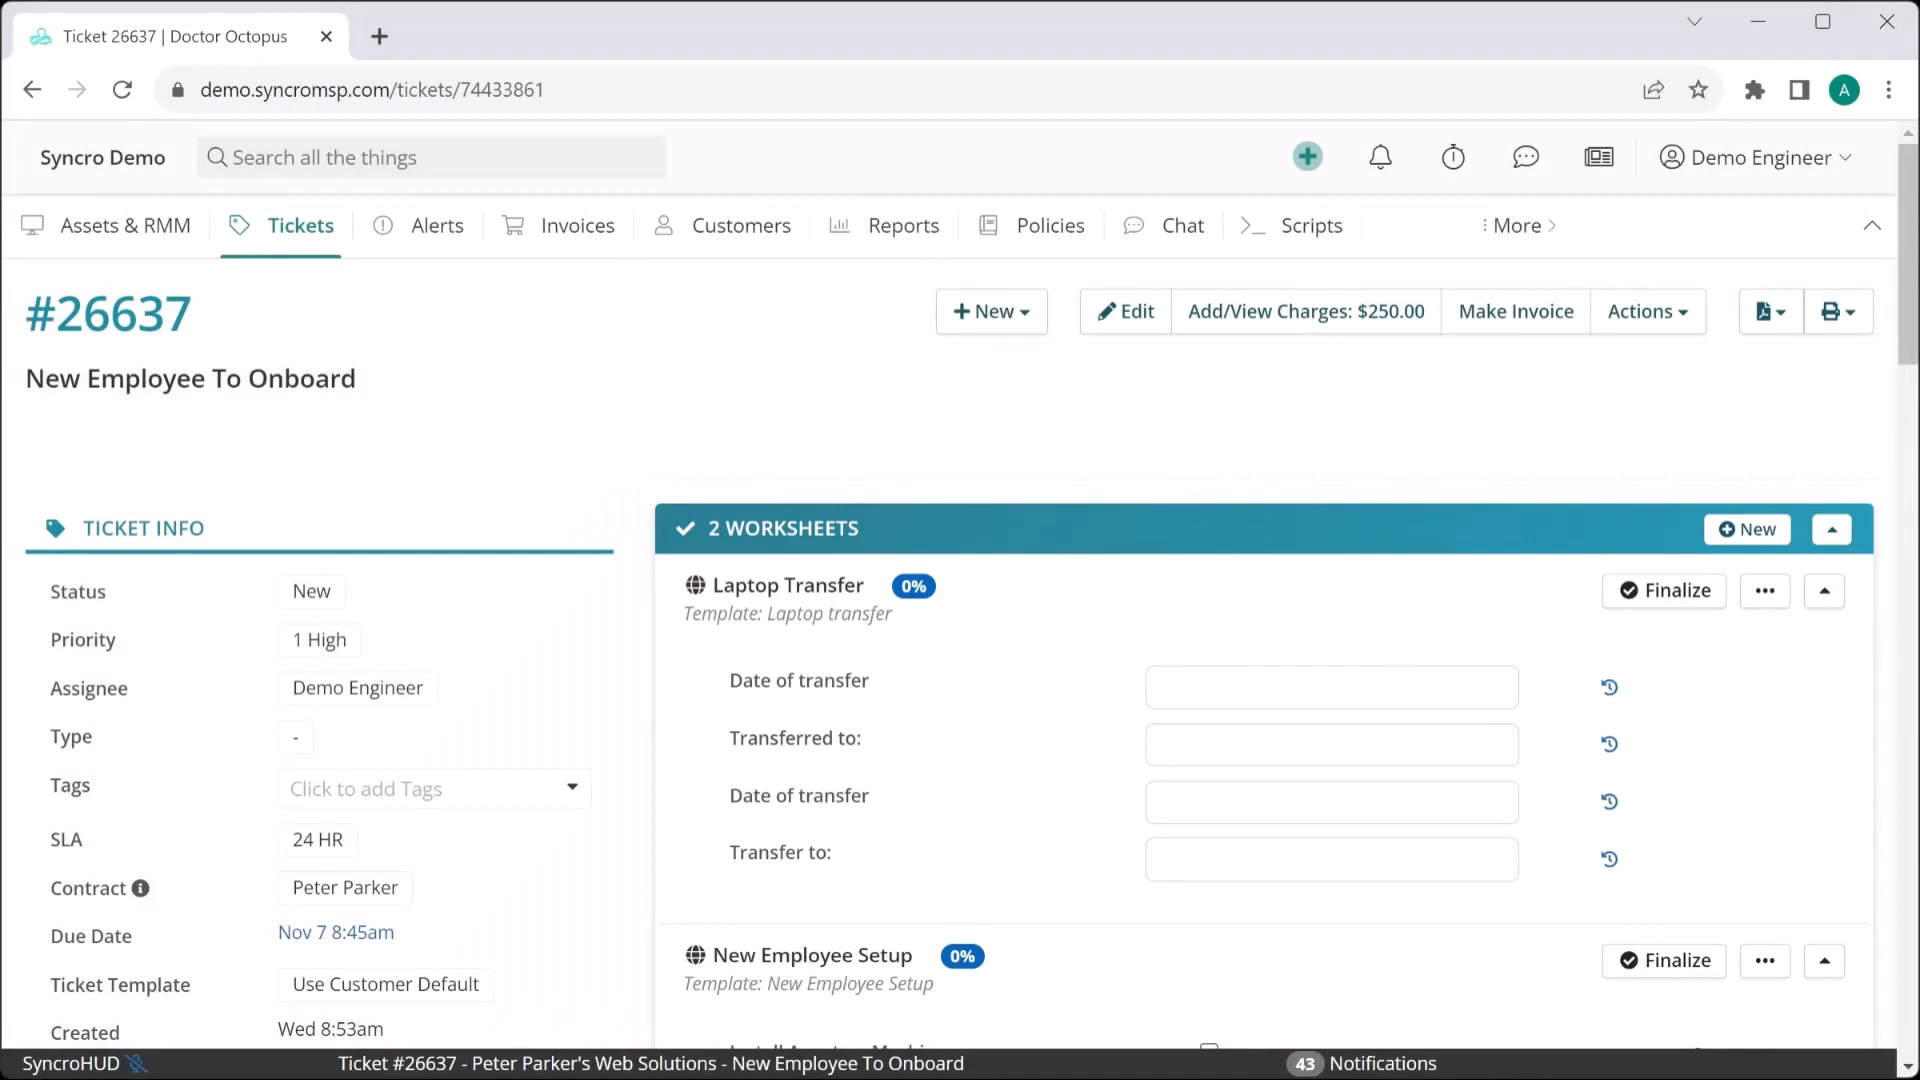 Ticket 26637 | Doctor Octopus
demo.syncromsp.com/tickets/74433861
A
Syncro Demo
Search all the things
Demo Engineer
Assets & RMM
Tickets
Alerts
Invoices
Customers
Reports
Policies
Chat
Scripts
More
#26637
New
Edit
Add/View Charges: $250.00
Make Invoice
Actions
New Employee To Onboard
TICKET INFO
Status New
Priority 1 High
Assignee Demo Engineer
Type -
Tags Click to add Tags
SLA 24 HR
Contract Peter Parker
Due Date Nov 7 8:45am
Ticket Template Use Customer Default
Created Wed 8:53am
2 WORKSHEETS
New
Laptop Transfer 0%
Finalize
Template: Laptop transfer
Date of transfer
Transferred to:
Date of transfer
Transfer to:
New Employee Setup 0%
Finalize
Template: New Employee Setup
SyncroHUD
Ticket #26637 - Peter Parker's Web Solutions - New Employee To Onboard
43 Notifications